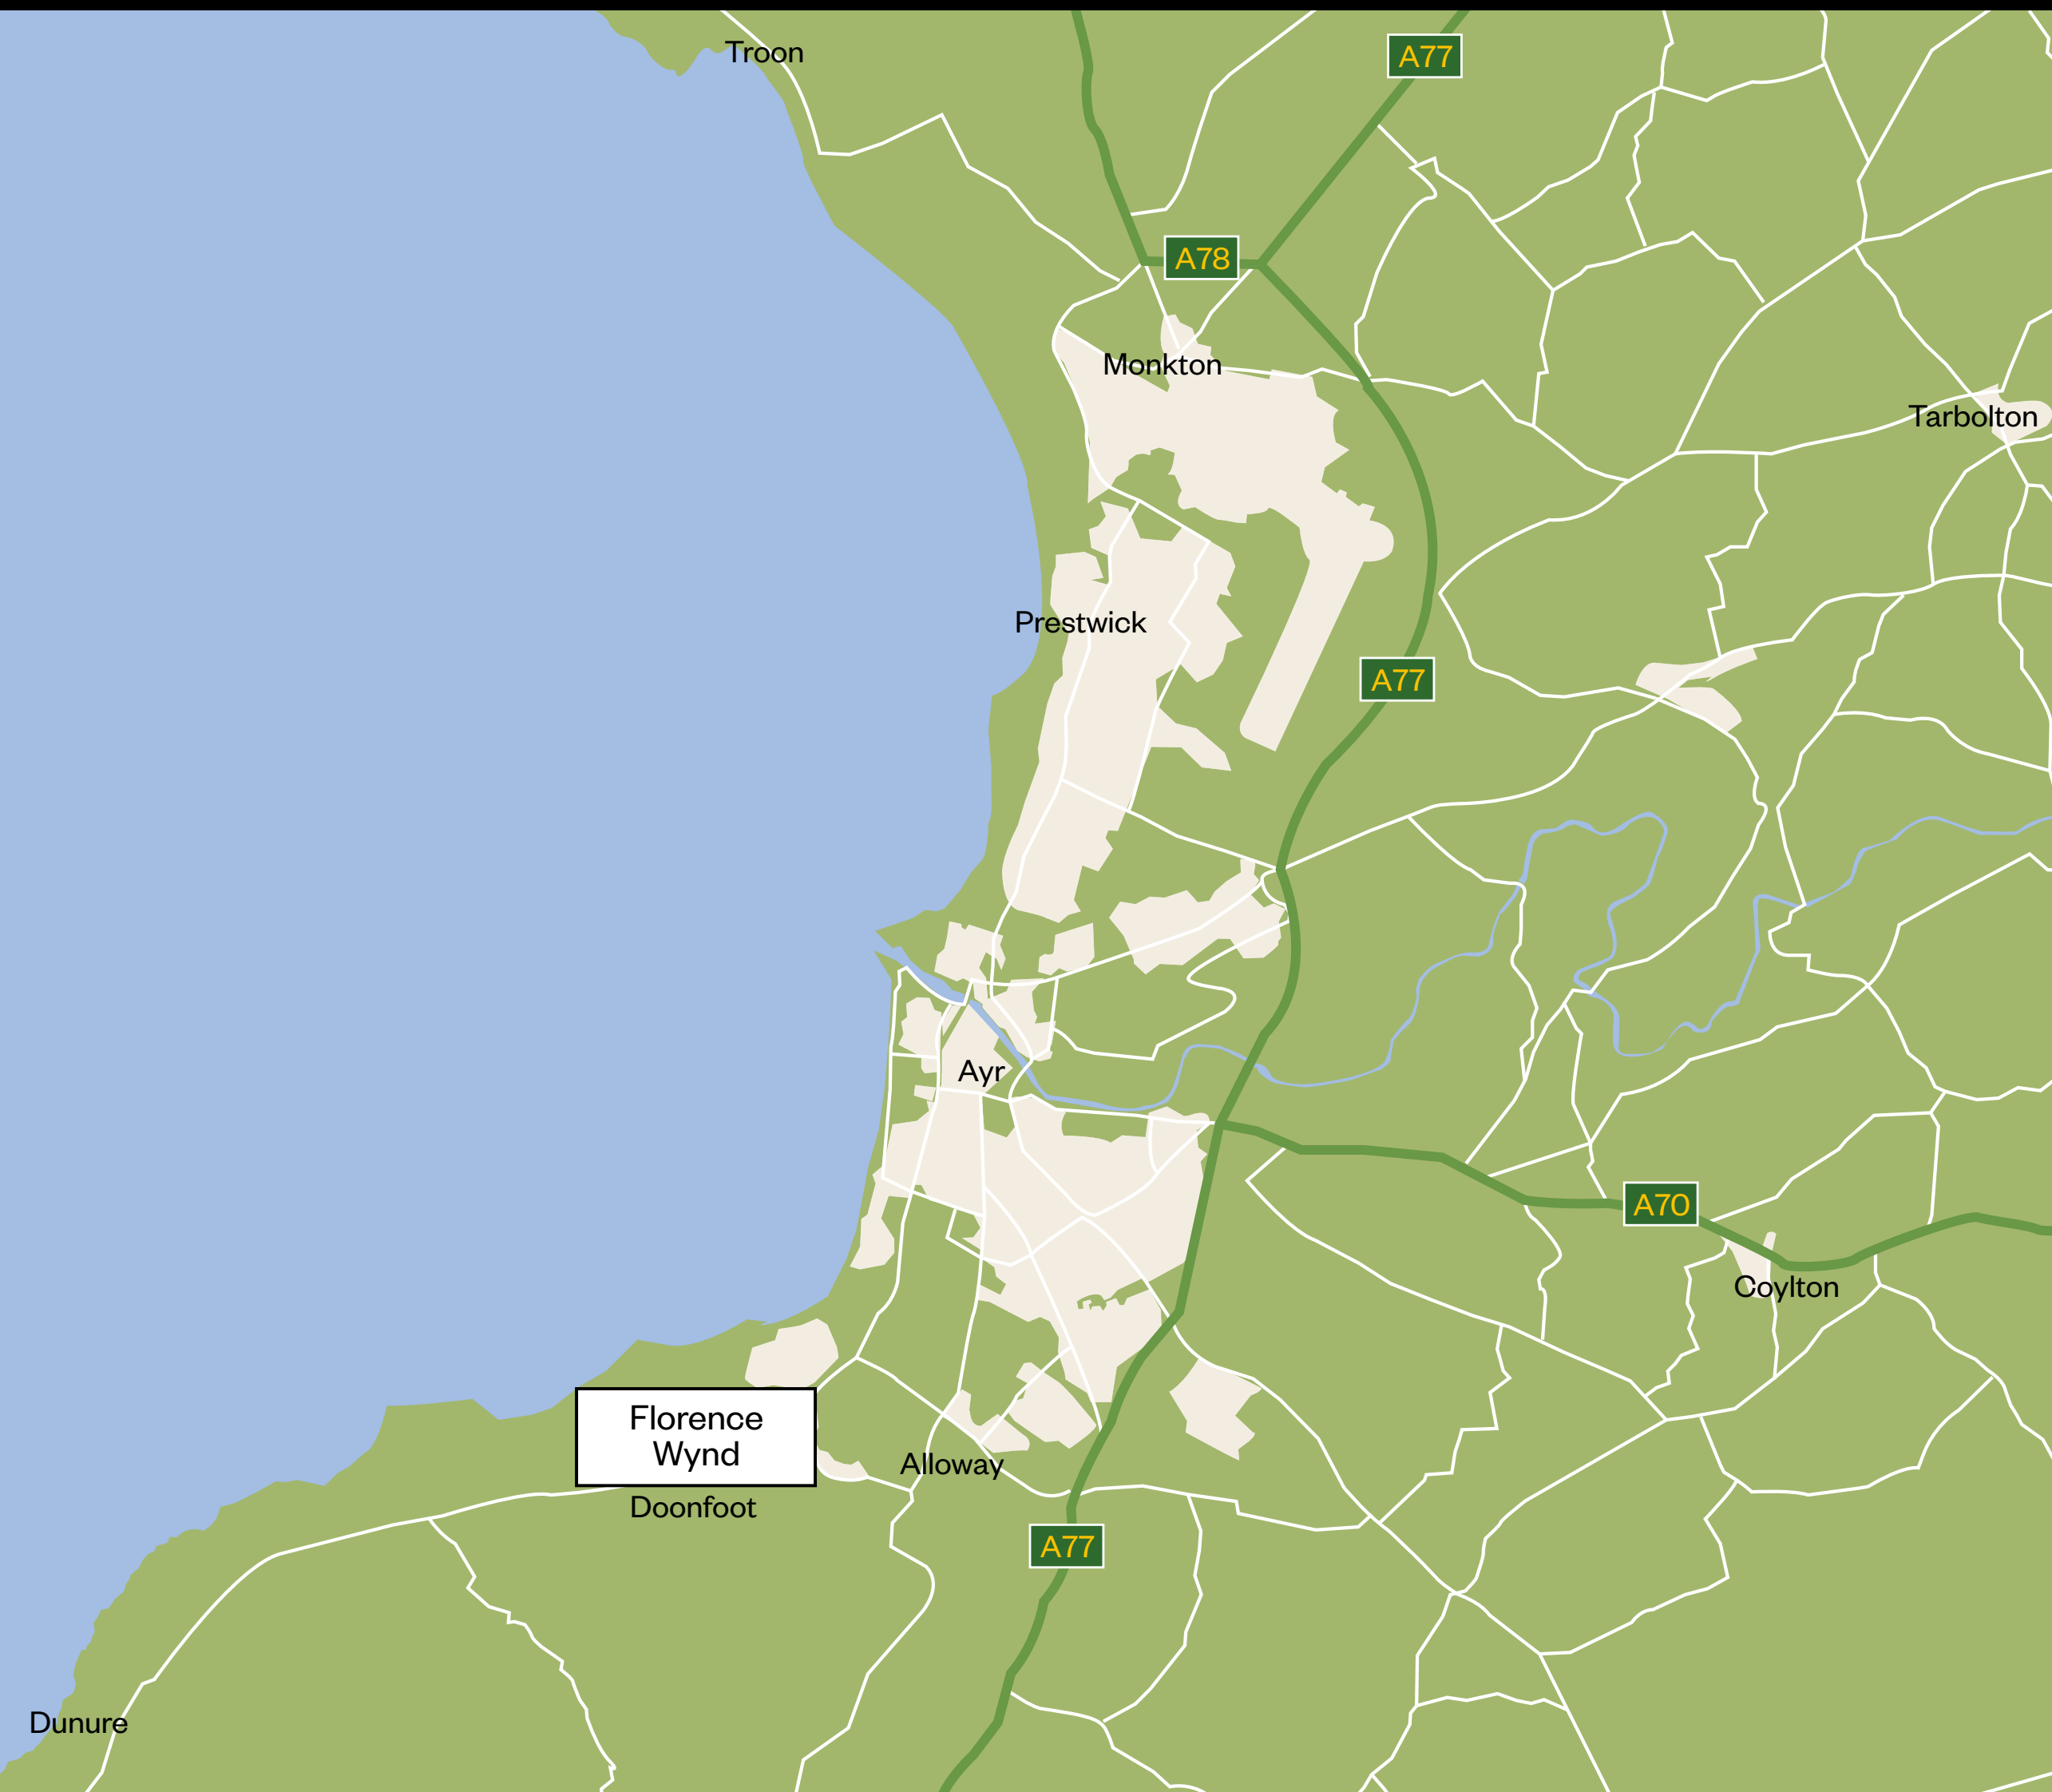 Troon
A77
A78
Monkton
Tarbolton
Prestwick
A77
Ayr
A70
Coylton
Florence
Wynd
Alloway
Doonfoot
A77
Dunure